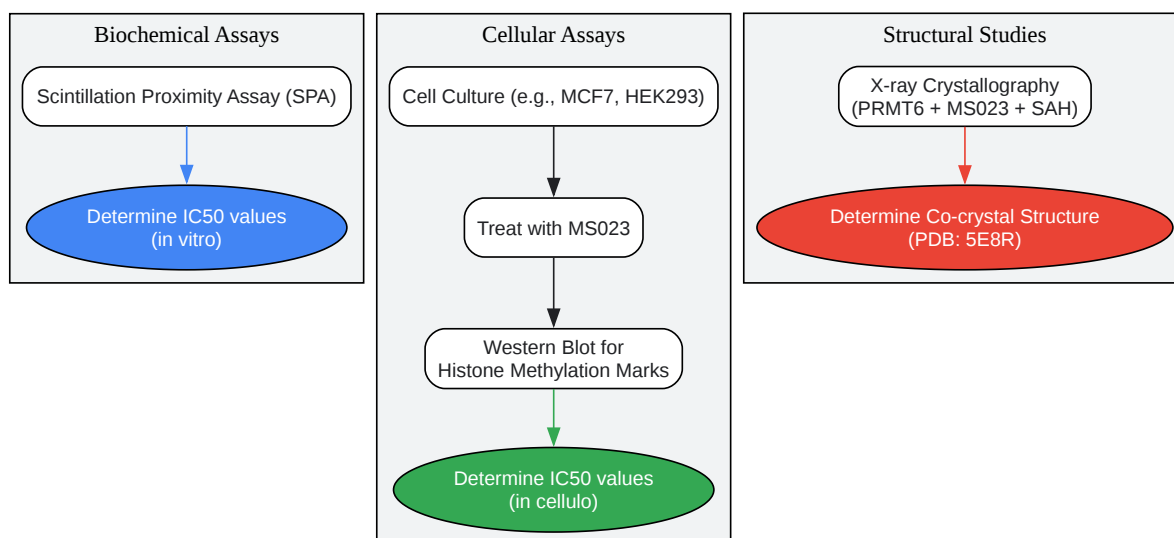 Biochemical Assays
Scintillation Proximity Assay (SPA)
Determine IC50 values
(in vitro)
Cellular Assays
Cell Culture (e.g., MCF7, HEK293)
Treat with MS023
Western Blot for
Histone Methylation Marks
Determine IC50 values
(in cellulo)
Structural Studies
X-ray Crystallography
(PRMT6 + MS023 + SAH)
Determine Co-crystal Structure
(PDB: 5E8R)